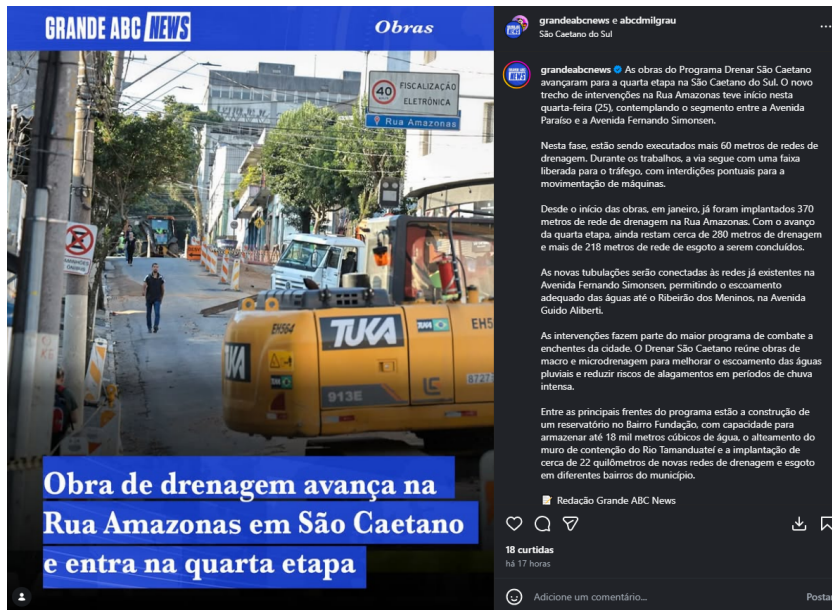 GRANDE ABC NEWS
Obras
40 FISCALIZAÇÃO
ELETRÔNICA
Rua Amazonas
CAMINHÕES
ÔNIBUS
EH564
TUKA
TUKA
EH5
913E
LC
8727
Obra de drenagem avança na
Rua Amazonas em São Caetano
e entra na quarta etapa
grandeabcnews e abcdmilgrau
São Caetano do Sul
grandeabcnews As obras do Programa Drenar São Caetano
avançaram para a quarta etapa na São Caetano do Sul. O novo
trecho de intervenções na Rua Amazonas teve início nesta
quarta-feira (25), contemplando o segmento entre a Avenida
Paraíso e a Avenida Fernando Simonsen.
Nesta fase, estão sendo executados mais 60 metros de redes de
drenagem. Durante os trabalhos, a via segue com uma faixa
liberada para o tráfego, com interdições pontuais para a
movimentação de máquinas.
Desde o início das obras, em janeiro, já foram implantados 370
metros de rede de drenagem na Rua Amazonas. Com o avanço
da quarta etapa, ainda restam cerca de 280 metros de drenagem
e mais de 218 metros de rede de esgoto a serem concluídos.
As novas tubulações serão conectadas às redes já existentes na
Avenida Fernando Simonsen, permitindo o escoamento
adequado das águas até o Ribeirão dos Meninos, na Avenida
Guido Aliberti.
As intervenções fazem parte do maior programa de combate a
enchentes da cidade. O Drenar São Caetano reúne obras de
macro e microdrenagem para melhorar o escoamento das águas
pluviais e reduzir riscos de alagamentos em períodos de chuva
intensa.
Entre as principais frentes do programa estão a construção de
um reservatório no Bairro Fundação, com capacidade para
armazenar até 18 mil metros cúbicos de água, o alteamento do
muro de contenção do Rio Tamanduateí e a implantação de
cerca de 22 quilômetros de novas redes de drenagem e esgoto
em diferentes bairros do município.
📝 Redação Grande ABC News
18 curtidas
há 17 horas
Adicione um comentário...
Postar